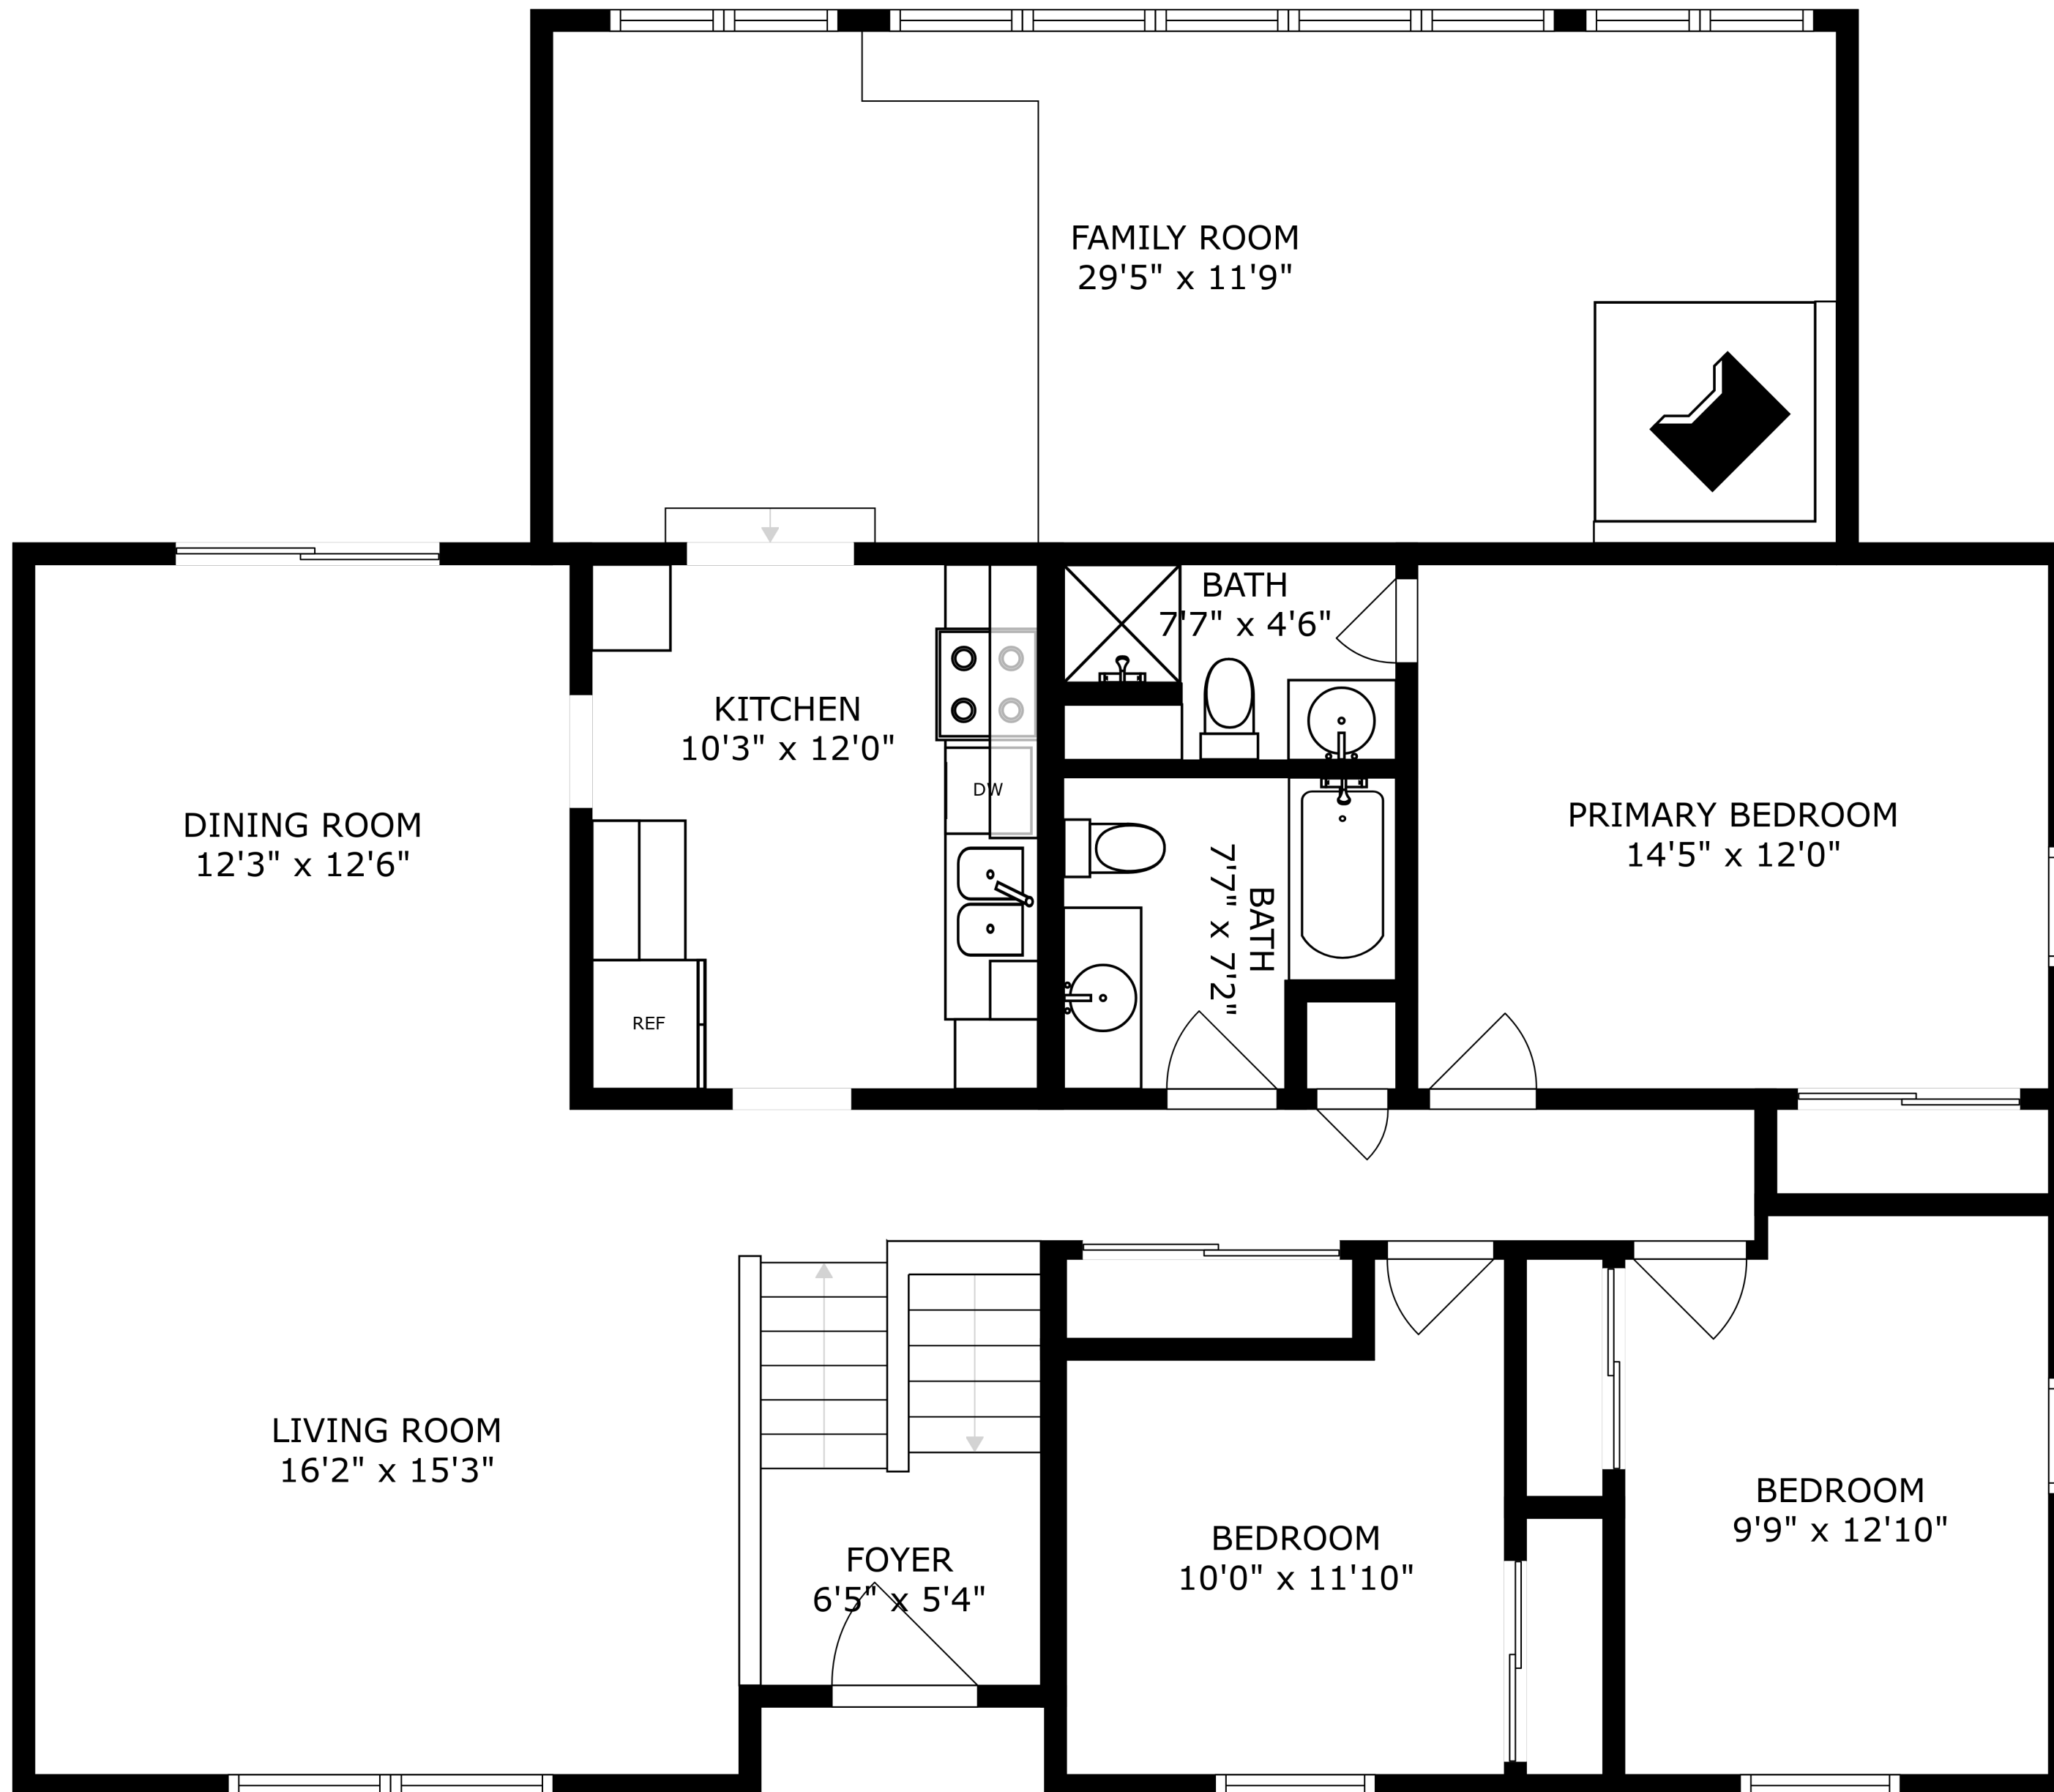 FAMILY ROOM
29'5" x 11'9"
BATH
7'7" x 4'6"
KITCHEN
10'3" x 12'0"
DW
DINING ROOM
12'3" x 12'6"
PRIMARY BEDROOM
14'5" x 12'0"
BATH
7'7" x 7'2"
REF
LIVING ROOM
16'2" x 15'3"
BEDROOM
9'9" x 12'10"
BEDROOM
10'0" x 11'10"
FOYER
6'5" x 5'4"